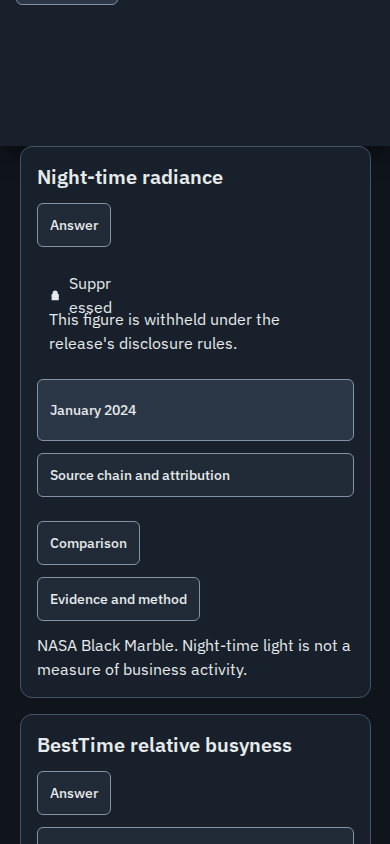 Night-time radiance
Answer
Suppr
essed
This figure is withheld under the
release's disclosure rules.
January 2024
Source chain and attribution
Comparison
Evidence and method
NASA Black Marble. Night-time light is not a
measure of business activity.
BestTime relative busyness
Answer